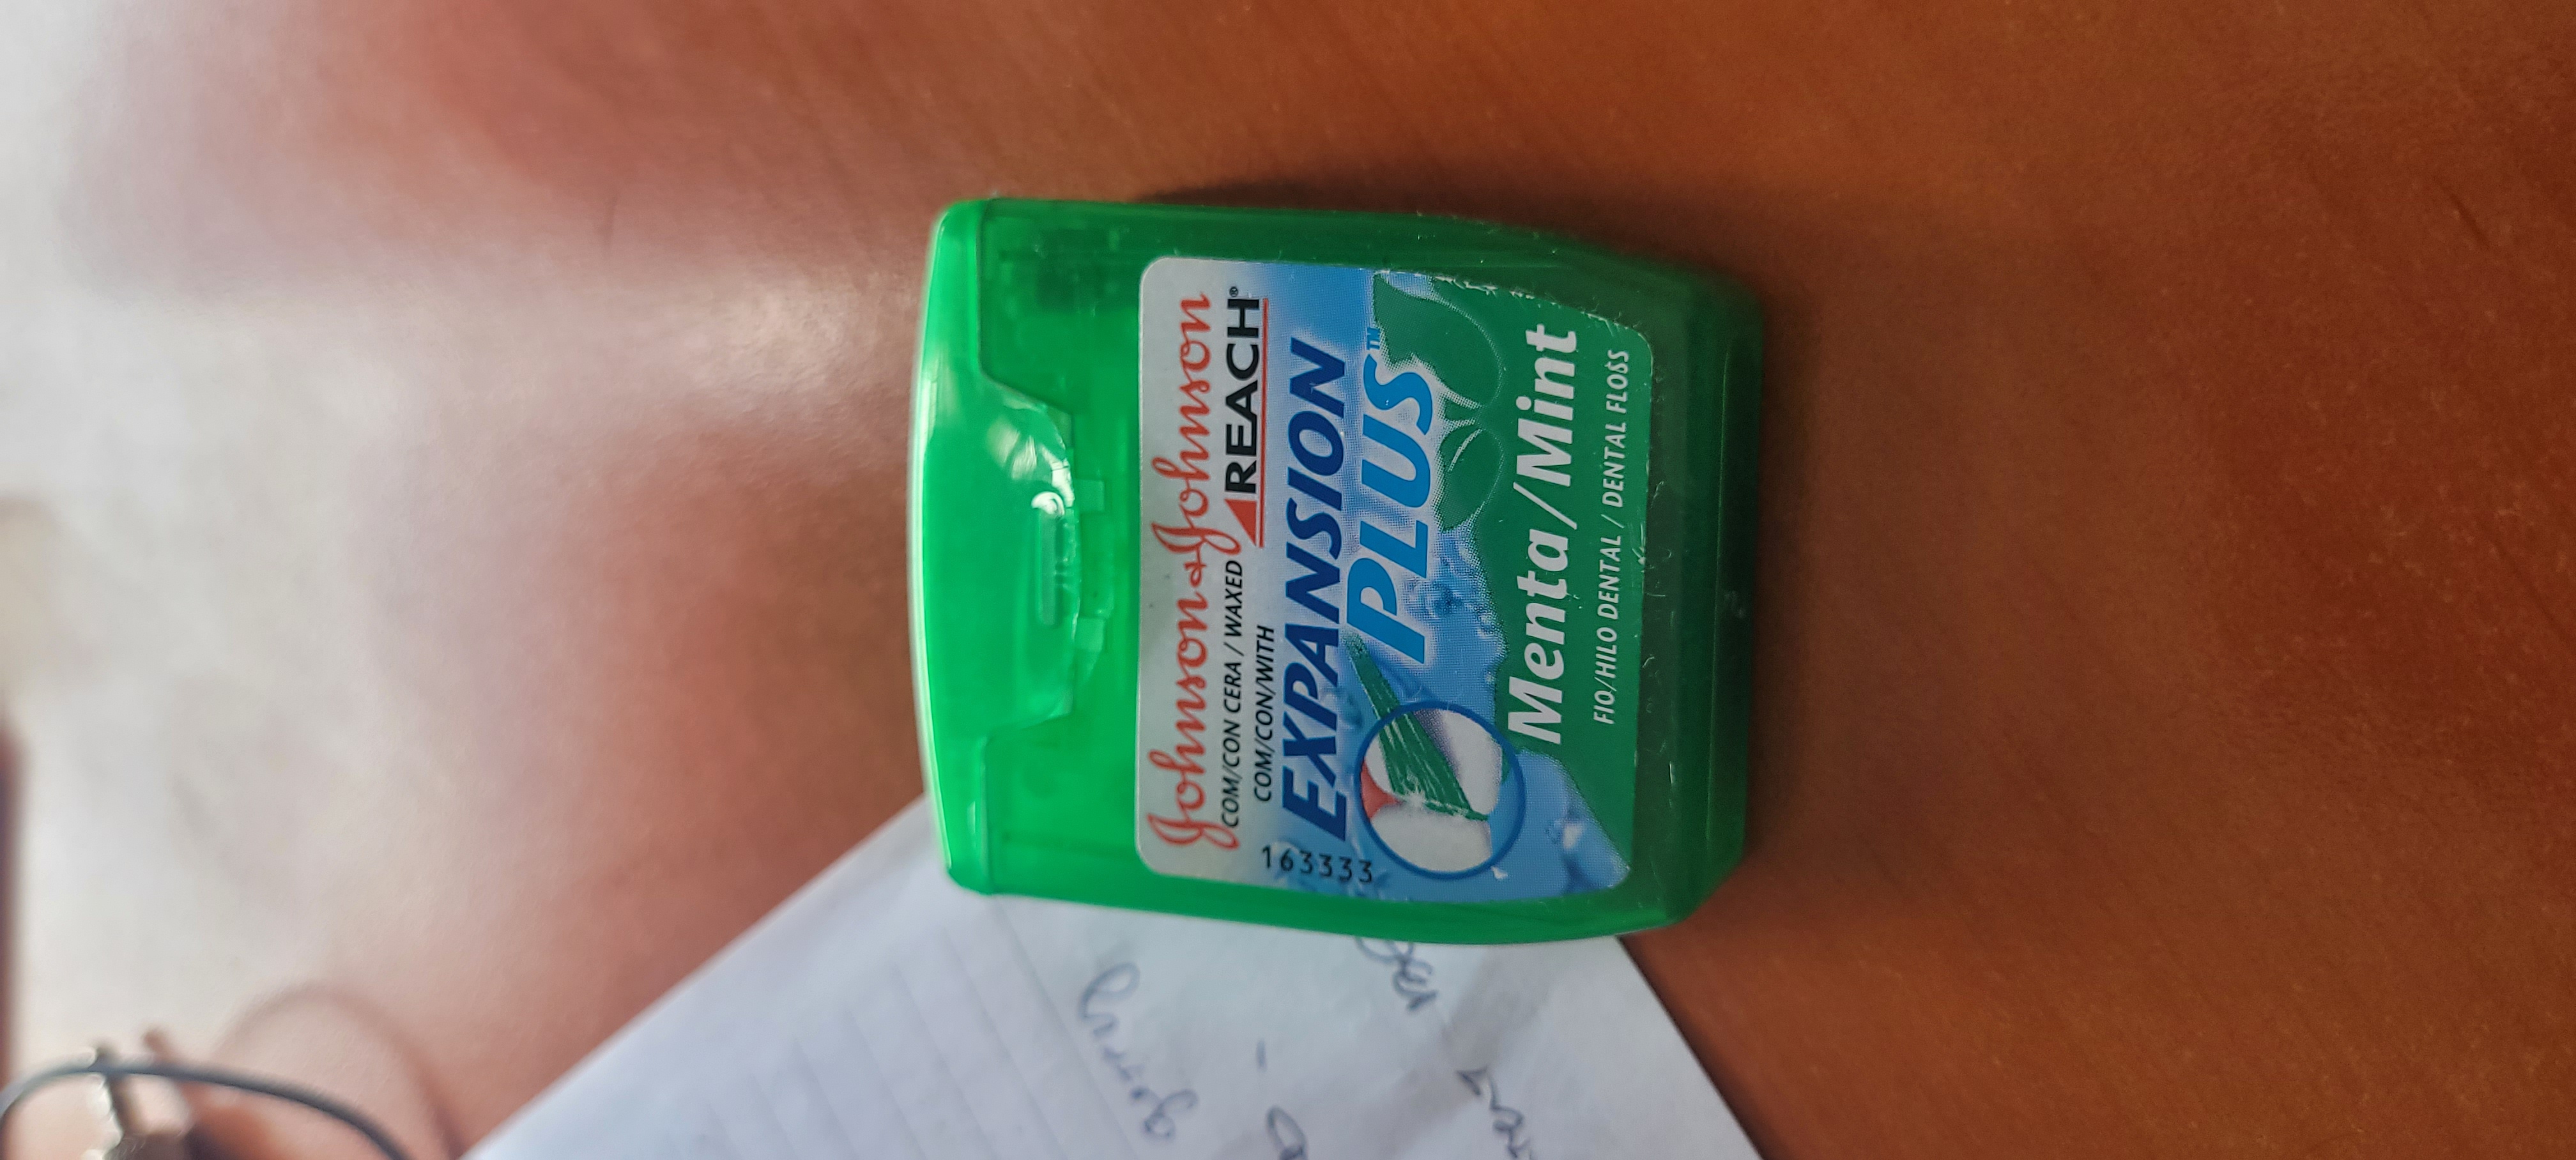 Johnson & Johnson
COM/CON CERA / WAXED
REACH®
COM/CON/WITH
EXPANSION
PLUS™
163333
Menta/Mint
FIO/HILO DENTAL / DENTAL FLOSS